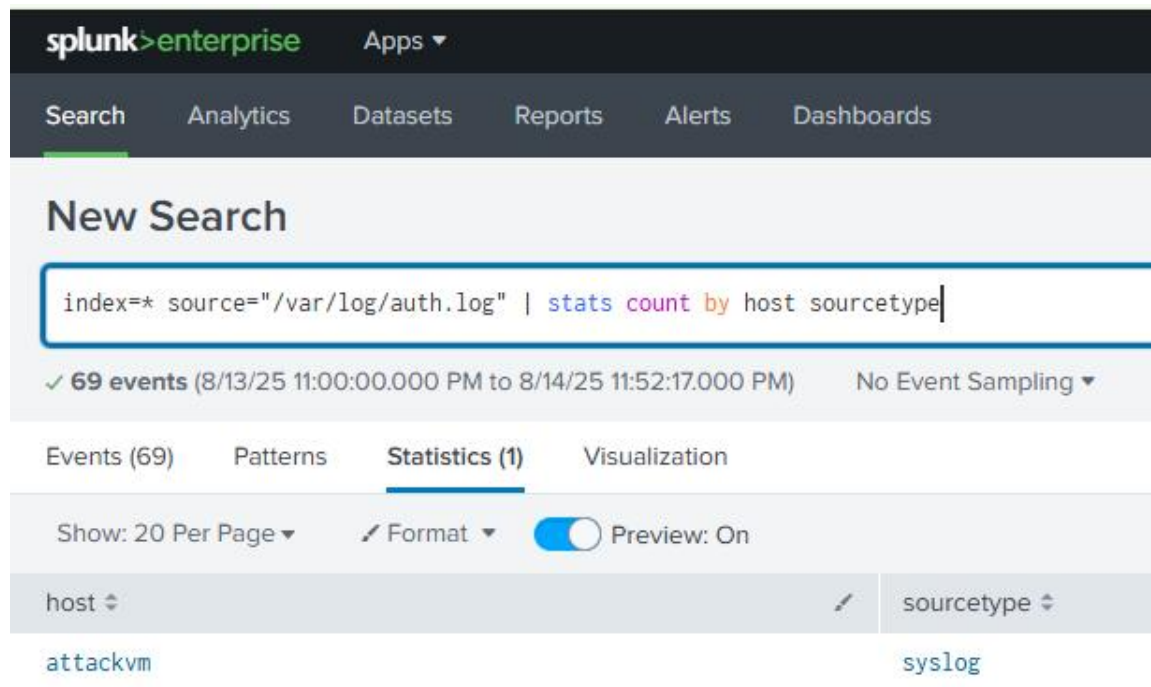 splunk>enterprise Apps ▾
Search Analytics Datasets Reports Alerts Dashboards
New Search
index=* source="/var/log/auth.log" | stats count by host sourcetype
✓ 69 events (8/13/25 11:00:00.000 PM to 8/14/25 11:52:17.000 PM) No Event Sampling ▾
Events (69) Patterns Statistics (1) Visualization
Show: 20 Per Page ▾ Format ▾ Preview: On
host sourcetype
attackvm syslog